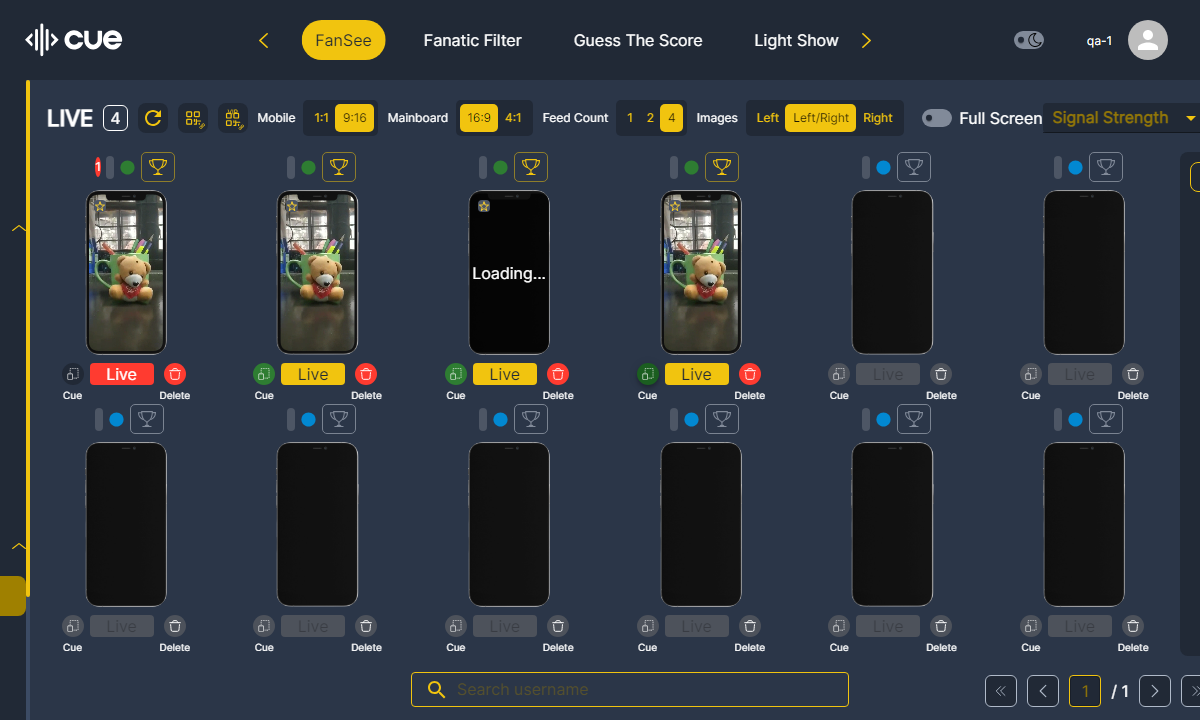 cue
FanSee
Fanatic Filter
Guess The Score
Light Show
qa-1
LIVE 4
Mobile 1:1 9:16
Mainboard 16:9 4:1
Feed Count 1 2 4
Images Left Left/Right Right
Full Screen
Signal Strength
1
Loading...
Live Live Live Live Live Live
Cue Delete Cue Delete Cue Delete Cue Delete Cue Delete Cue Delete
Live Live Live Live Live Live
Cue Delete Cue Delete Cue Delete Cue Delete Cue Delete Cue Delete
Search username
1 / 1